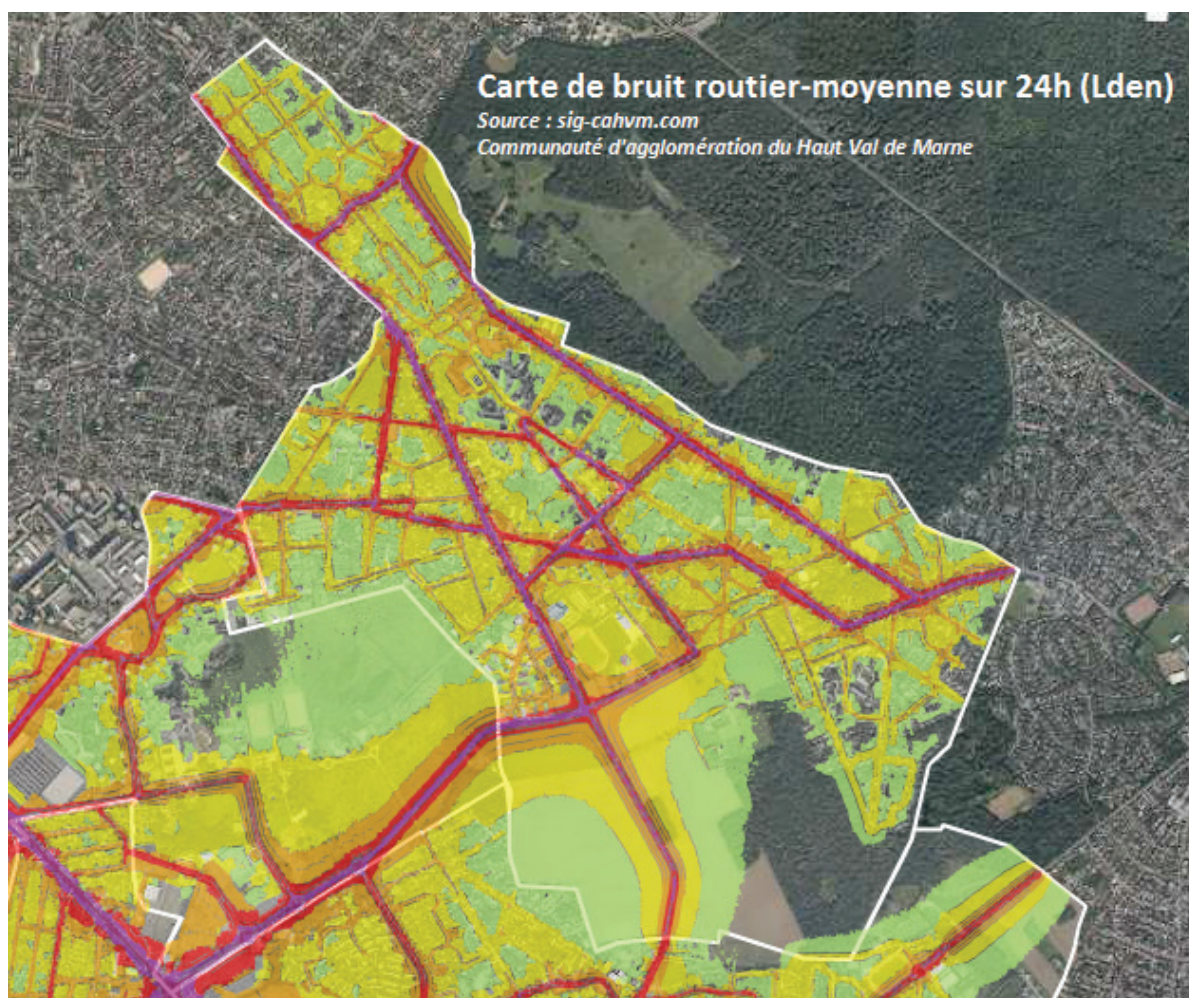 Carte de bruit routier-moyenne sur 24h (Lden)
Source : sig-cahvm.com
Communauté d'agglomération du Haut Val de Marne